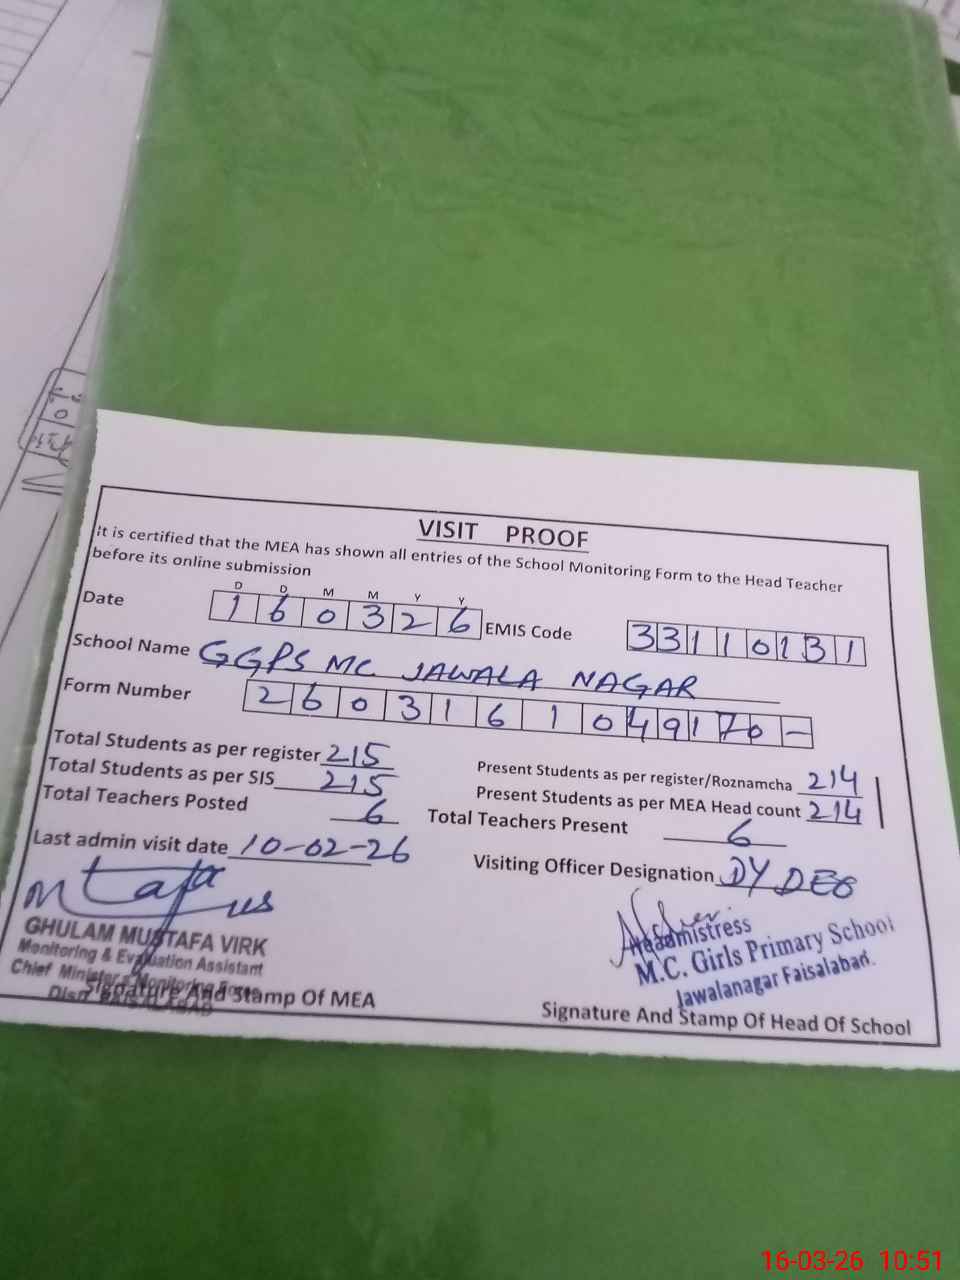 VISIT PROOF
It is certified that the MEA has shown all entries of the School Monitoring Form to the Head Teacher
before its online submission
D D M M Y Y
Date 1 6 0 3 2 6 EMIS Code 3 3 1 1 0 1 3 1
School Name GGPS MC JAWALA NAGAR
Form Number 2 6 0 3 1 6 1 0 4 9 1 7 0 -
Total Students as per register 215 Present Students as per register/Roznamcha 214
Total Students as per SIS 215 Present Students as per MEA Head count 214
Total Teachers Posted 6 Total Teachers Present 6
Last admin visit date 10-02-26 Visiting Officer Designation DY DEO
GHULAM MUSTAFA VIRK
Monitoring & Evaluation Assistant
Chief Minister's Monitoring Force
Distt. FAISALABAD
Signature And Stamp Of MEA
Headmistress
M.C. Girls Primary School
Jawalanagar Faisalabad.
Signature And Stamp Of Head Of School
16-03-26 10:51